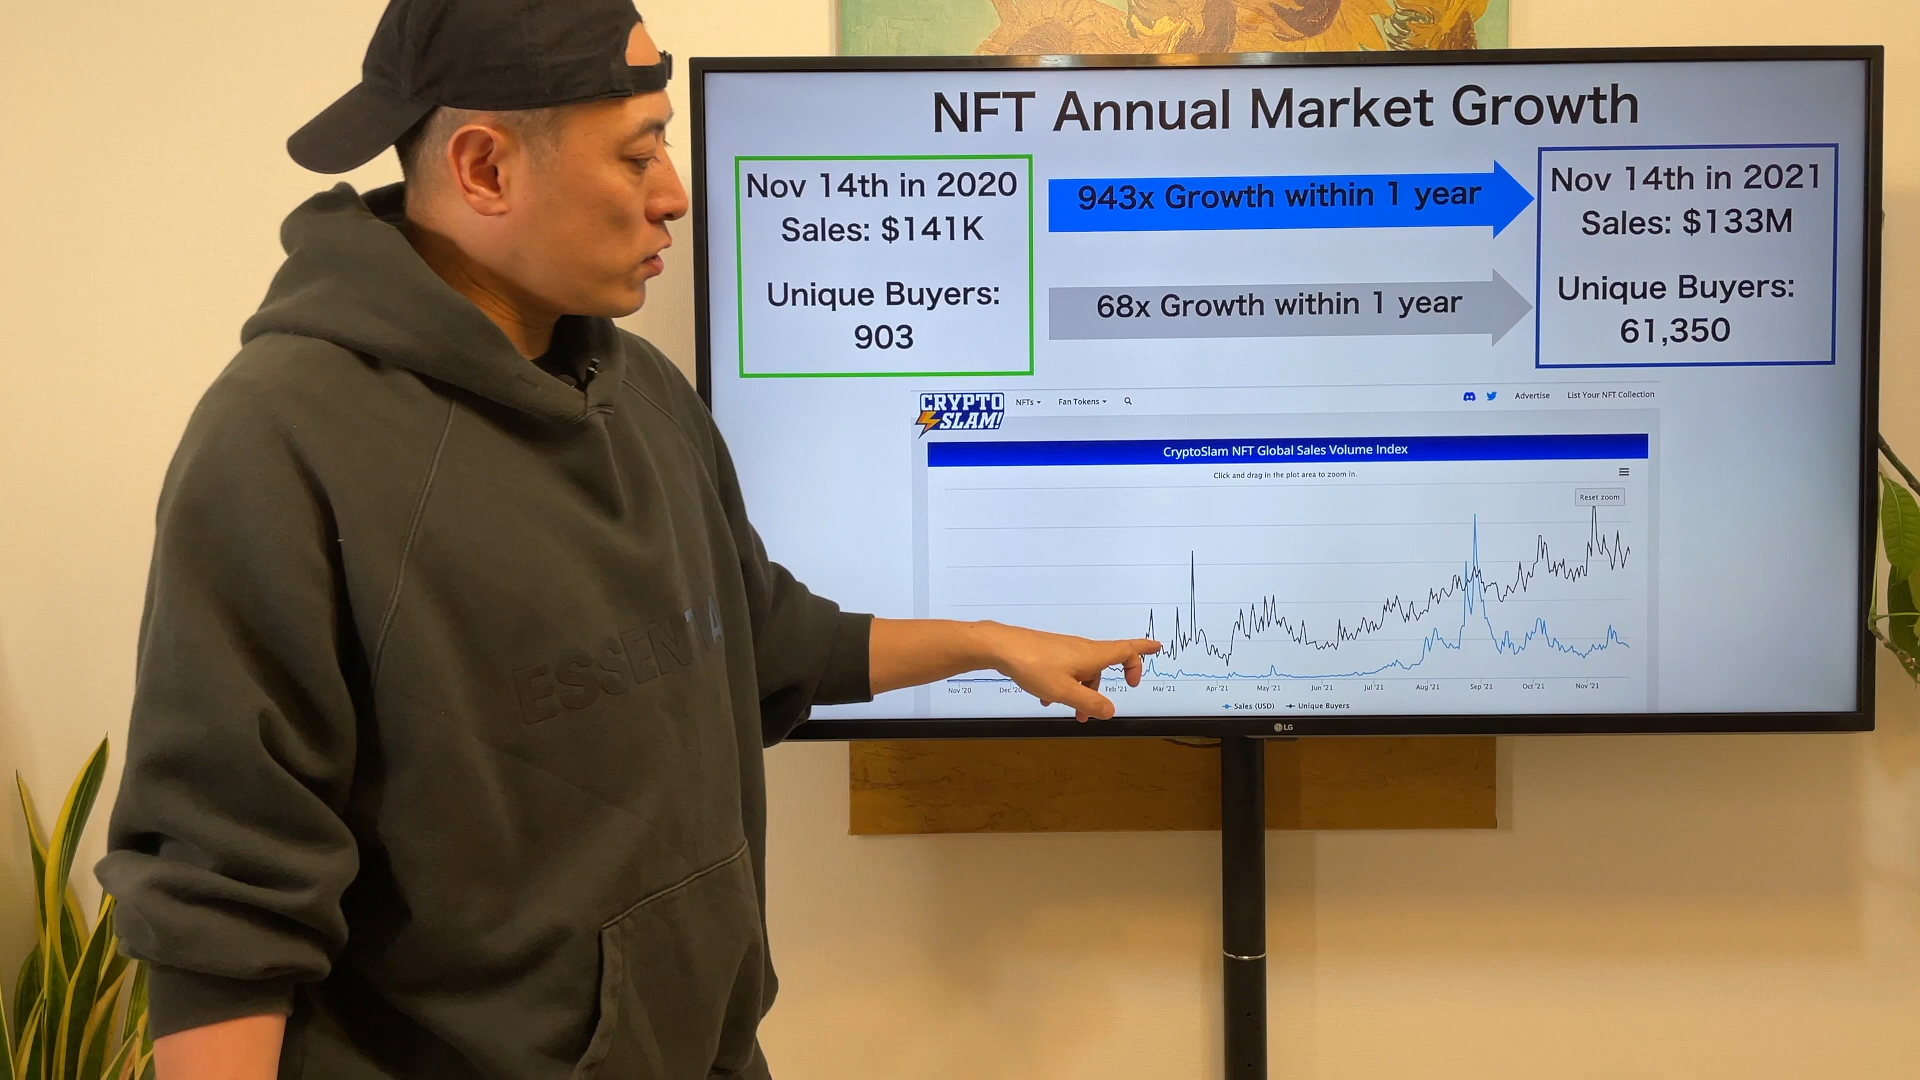 NFT Annual Market Growth
Nov 14th in 2020
Sales: $141K
Unique Buyers:
903
943x Growth within 1 year
68x Growth within 1 year
Nov 14th in 2021
Sales: $133M
Unique Buyers:
61,350
CRYPTO
SLAM!
NFTs
Fan Tokens
Advertise
List Your NFT Collection
CryptoSlam NFT Global Sales Volume Index
Click and drag in the plot area to zoom in.
Reset zoom
Nov '20
Dec '20
Feb '21
Mar '21
Apr '21
May '21
Jun '21
Jul '21
Aug '21
Sep '21
Oct '21
Nov '21
Sales (USD)
Unique Buyers
LG